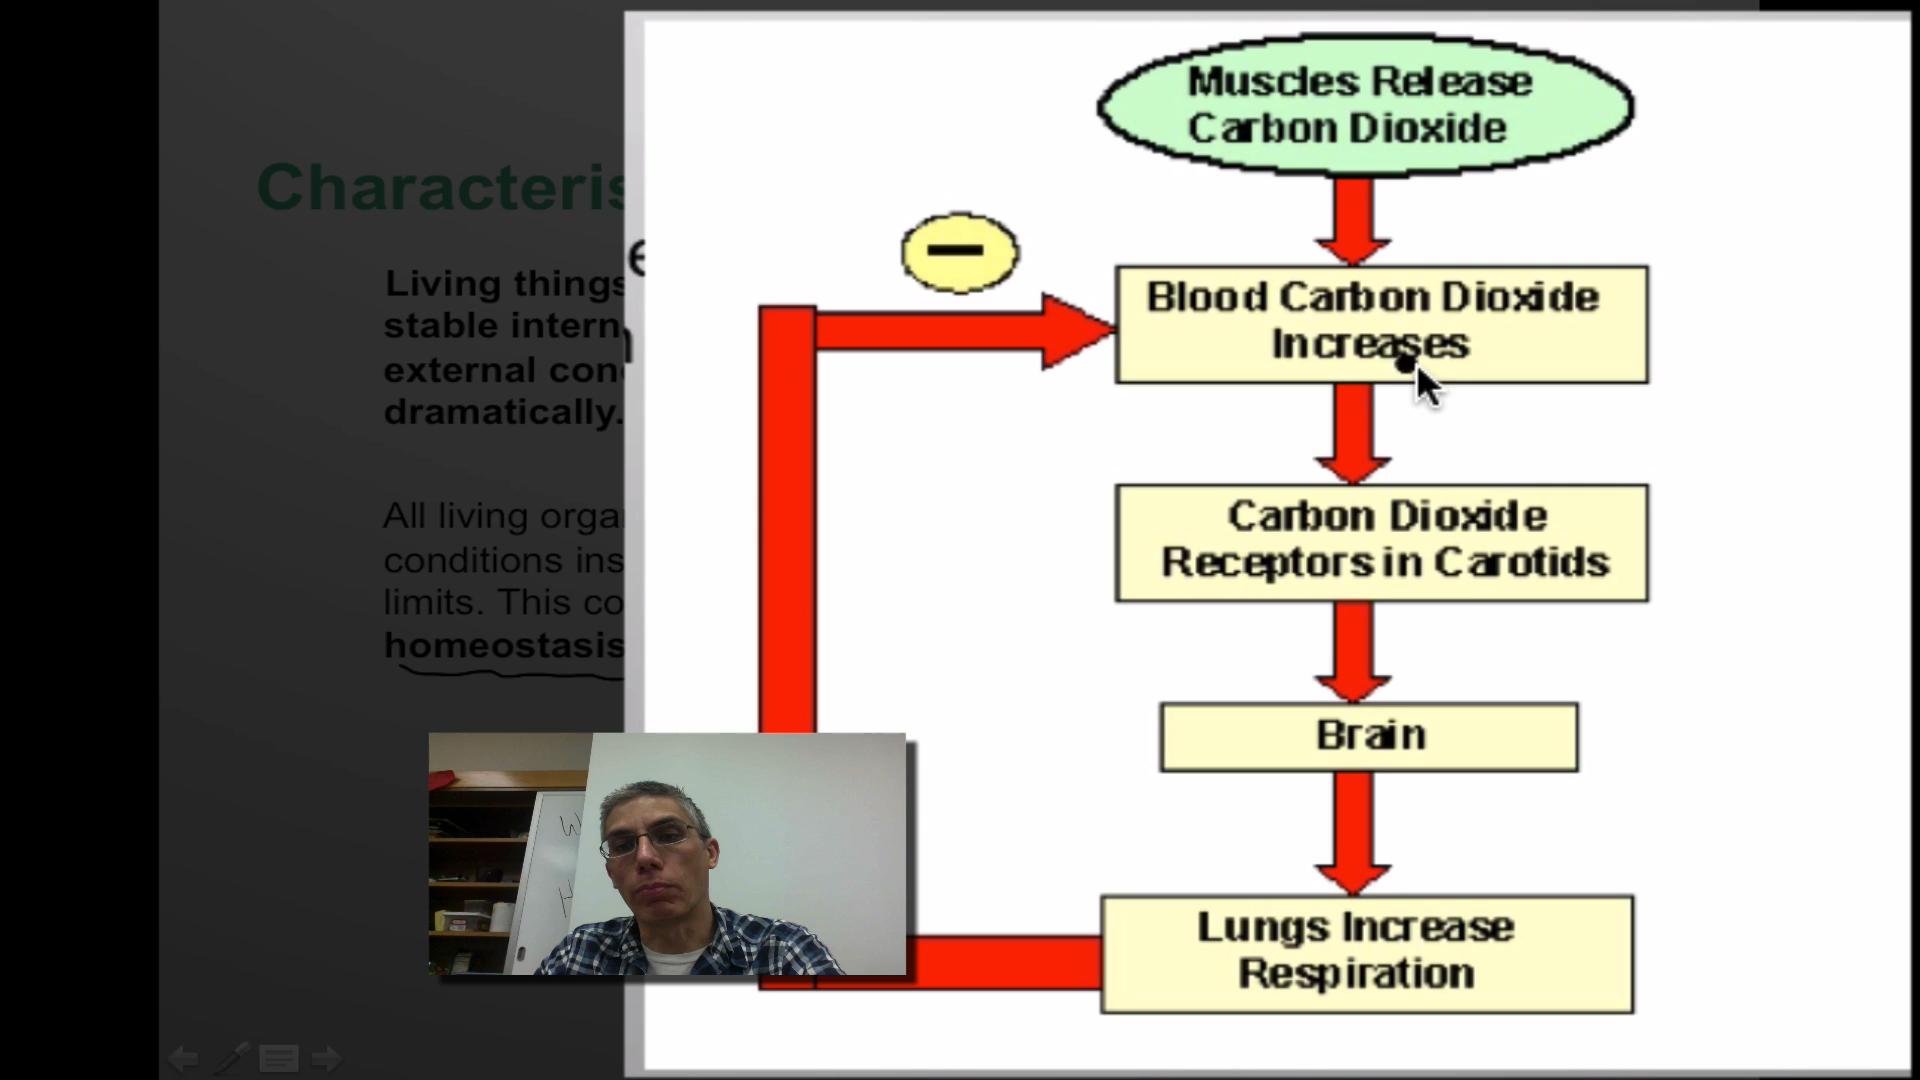 Characteris
Living things
stable intern
external con
dramatically.
All living orga
conditions ins
limits. This co
homeostasis
Muscles Release
Carbon Dioxide
Blood Carbon Dioxide
Increases
Carbon Dioxide
Receptors in Carotids
Brain
Lungs Increase
Respiration